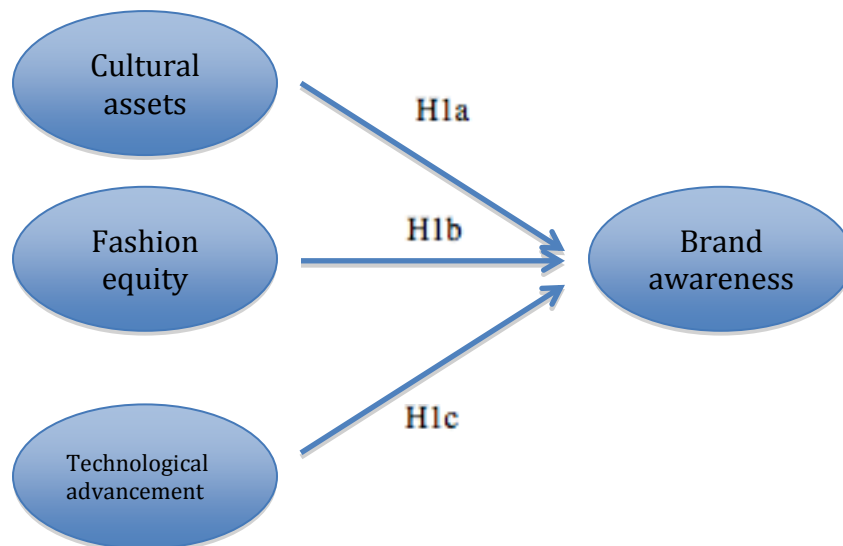 Cultural
assets
H1a
Fashion
equity
H1b
Brand
awareness
H1c
Technological
advancement